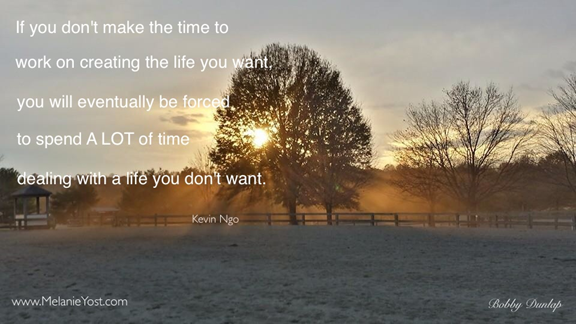 If you don't make the time to
work on creating the life you want,
you will eventually be forced
to spend A LOT of time
dealing with a life you don't want.
Kevin Ngo
www.MelanieYost.com
Bobby Dunlap